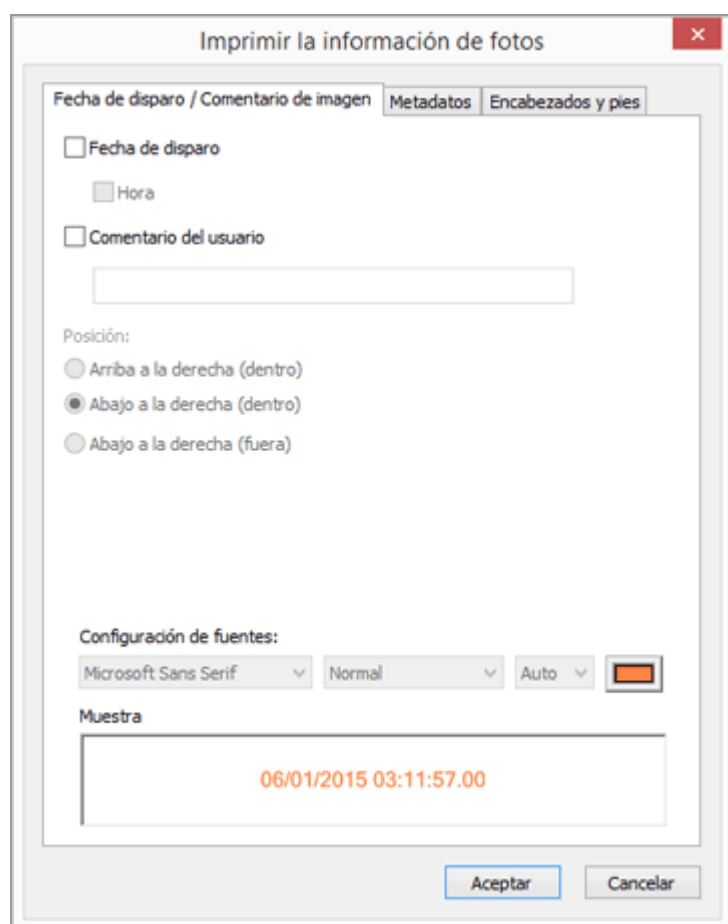 Imprimir la información de fotos
Fecha de disparo / Comentario de imagen Metadatos Encabezados y pies
Fecha de disparo
Hora
Comentario del usuario
Posición:
Arriba a la derecha (dentro)
Abajo a la derecha (dentro)
Abajo a la derecha (fuera)
Configuración de fuentes:
Microsoft Sans Serif Normal Auto
Muestra
06/01/2015 03:11:57.00
Aceptar Cancelar